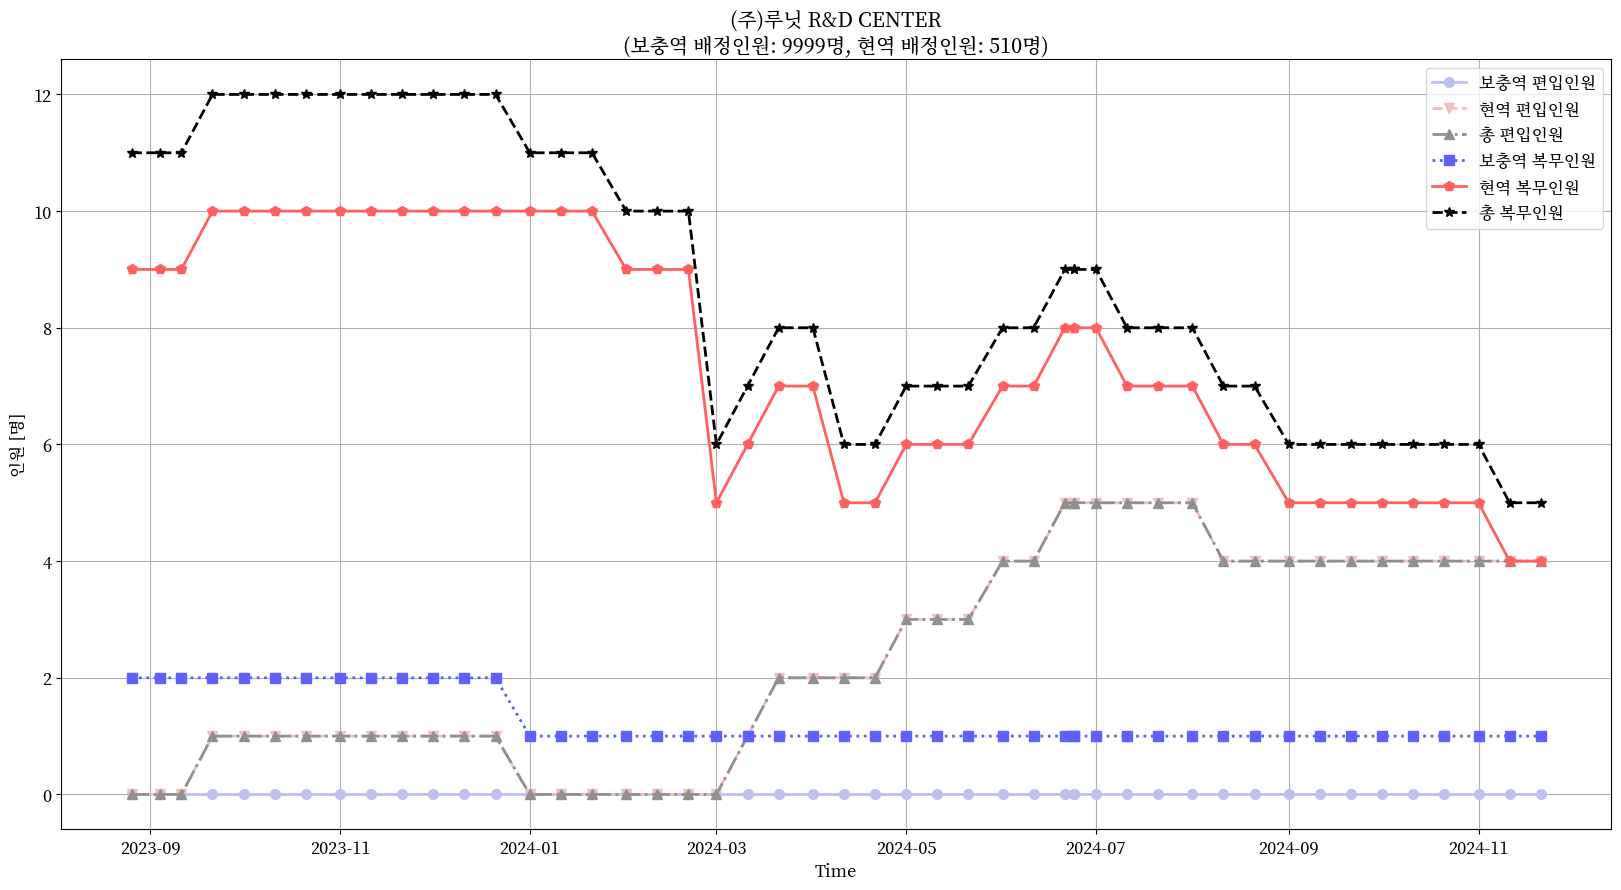 (주)루닛 R&D CENTER
(보충역 배정인원: 9999명, 현역 배정인원: 510명)
보충역 편입인원
현역 편입인원
총 편입인원
보충역 복무인원
현역 복무인원
총 복무인원
인원 [명]
12
10
8
6
4
2
0
2023-09
2023-11
2024-01
2024-03
2024-05
2024-07
2024-09
2024-11
Time